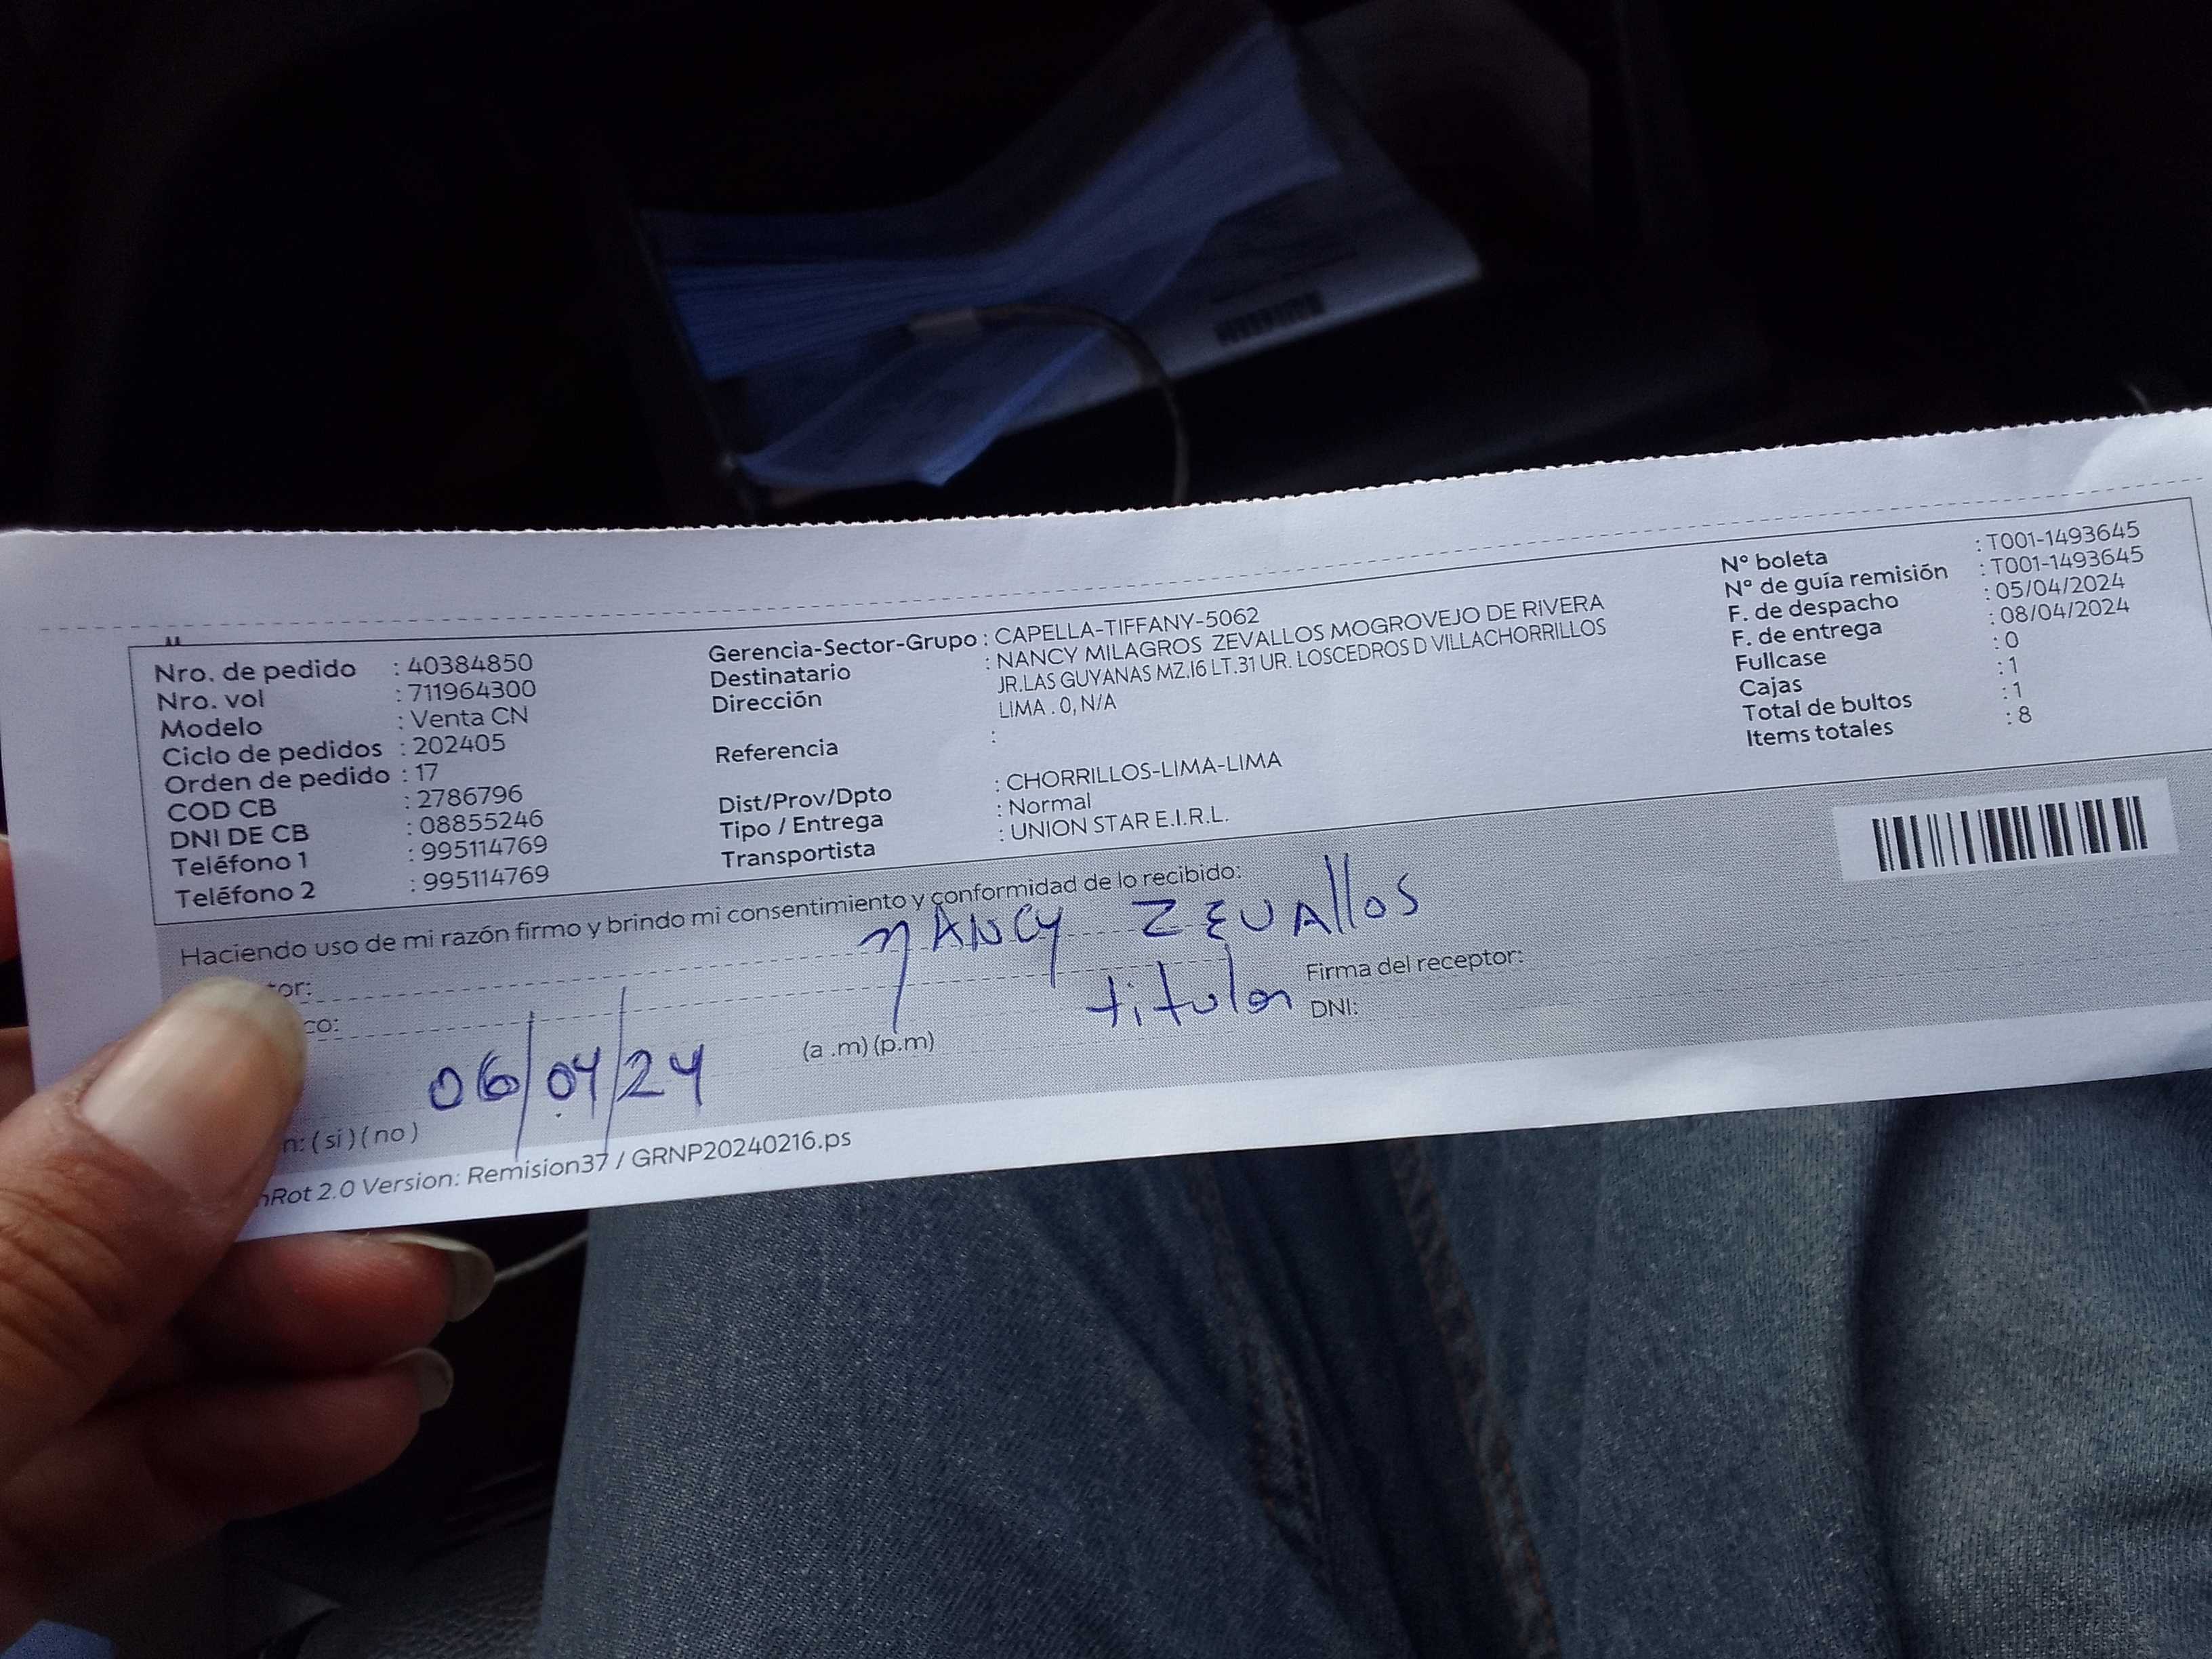 Nro. de pedido : 40384850
Nro. vol : 711964300
Modelo : Venta CN
Ciclo de pedidos : 202405
Orden de pedido : 17
COD CB : 2786796
DNI DE CB : 08855246
Teléfono 1 : 995114769
Teléfono 2 : 995114769
Gerencia-Sector-Grupo : CAPELLA-TIFFANY-5062
Destinatario : NANCY MILAGROS ZEVALLOS MOGROVEJO DE RIVERA
Dirección JR.LAS GUYANAS MZ.I6 LT.31 UR. LOSCEDROS D VILLACHORRILLOS
LIMA . 0, N/A
Referencia :
Dist/Prov/Dpto : CHORRILLOS-LIMA-LIMA
Tipo / Entrega : Normal
Transportista : UNION STAR E.I.R.L.
Nº boleta : T001-1493645
Nº de guía remisión : T001-1493645
F. de despacho : 05/04/2024
F. de entrega : 08/04/2024
Fullcase : 0
Cajas : 1
Total de bultos : 1
Items totales : 8
Haciendo uso de mi razón firmo y brindo mi consentimiento y conformidad de lo recibido:
NANCY ZEVAllOS
tor:
Firma del receptor:
co:
titular
DNI:
06/04/24
(a .m) (p.m)
n: ( si ) ( no )
nRot 2.0 Version: Remision37 / GRNP20240216.ps